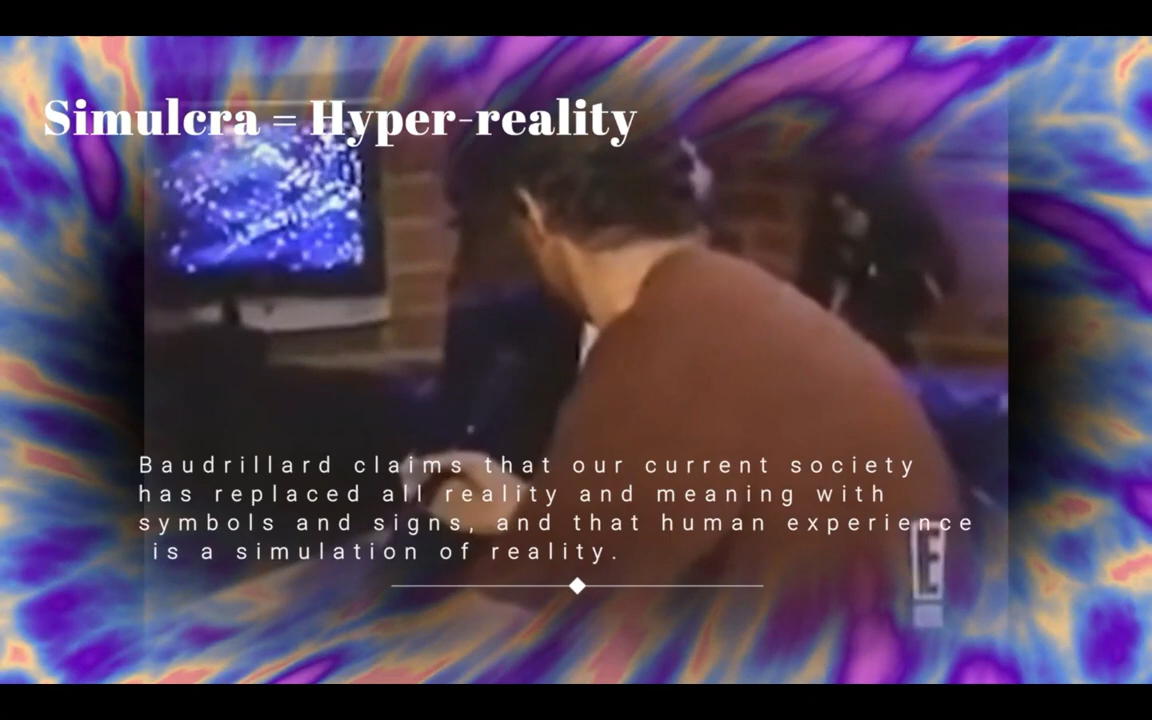 Simulcra = Hyper-reality
Baudrillard claims that our current society
has replaced all reality and meaning with
symbols and signs, and that human experience
is a simulation of reality.
E!